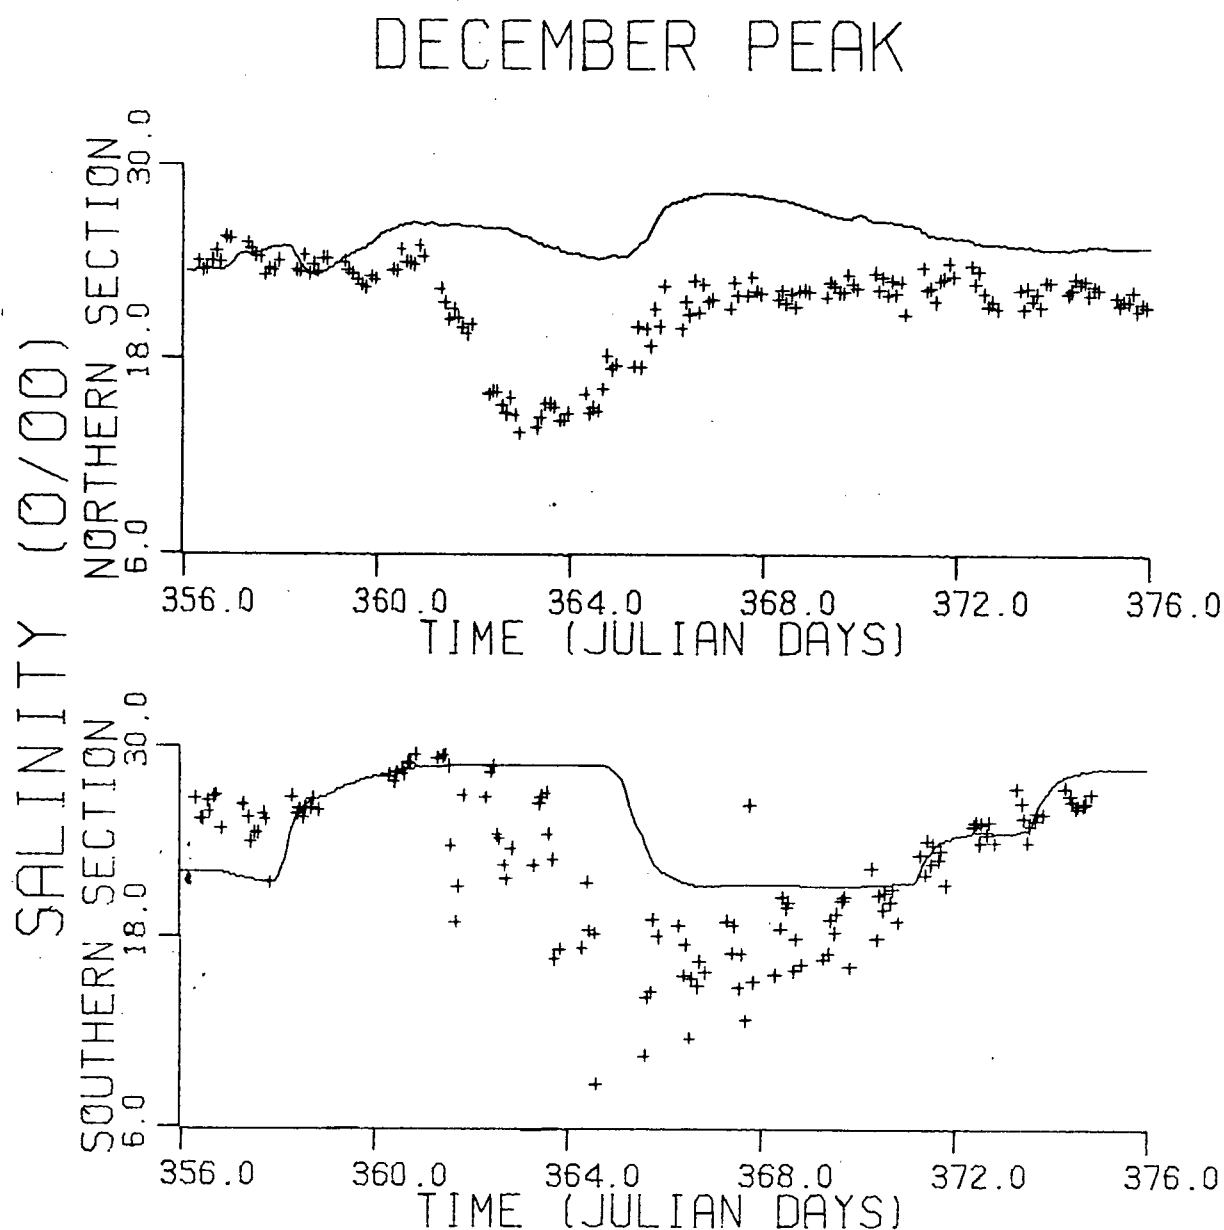 DECEMBER PEAK
SALINITY (0/00)
NORTHERN SECTION
30.0
18.0
6.0
356.0 360.0 364.0 368.0 372.0 376.0
TIME (JULIAN DAYS)
SOUTHERN SECTION
30.0
18.0
6.0
356.0 360.0 364.0 368.0 372.0 376.0
TIME (JULIAN DAYS)